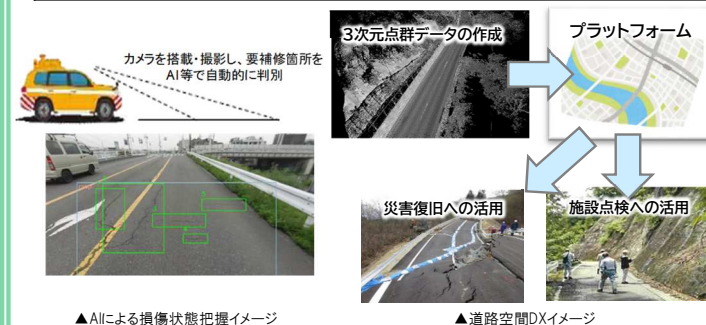 カメラを搭載・撮影し、要補修箇所を
AI等で自動的に判別
3次元点群データの作成
プラットフォーム
災害復旧への活用
施設点検への活用
▲AIによる損傷状態把握イメージ
▲道路空間DXイメージ